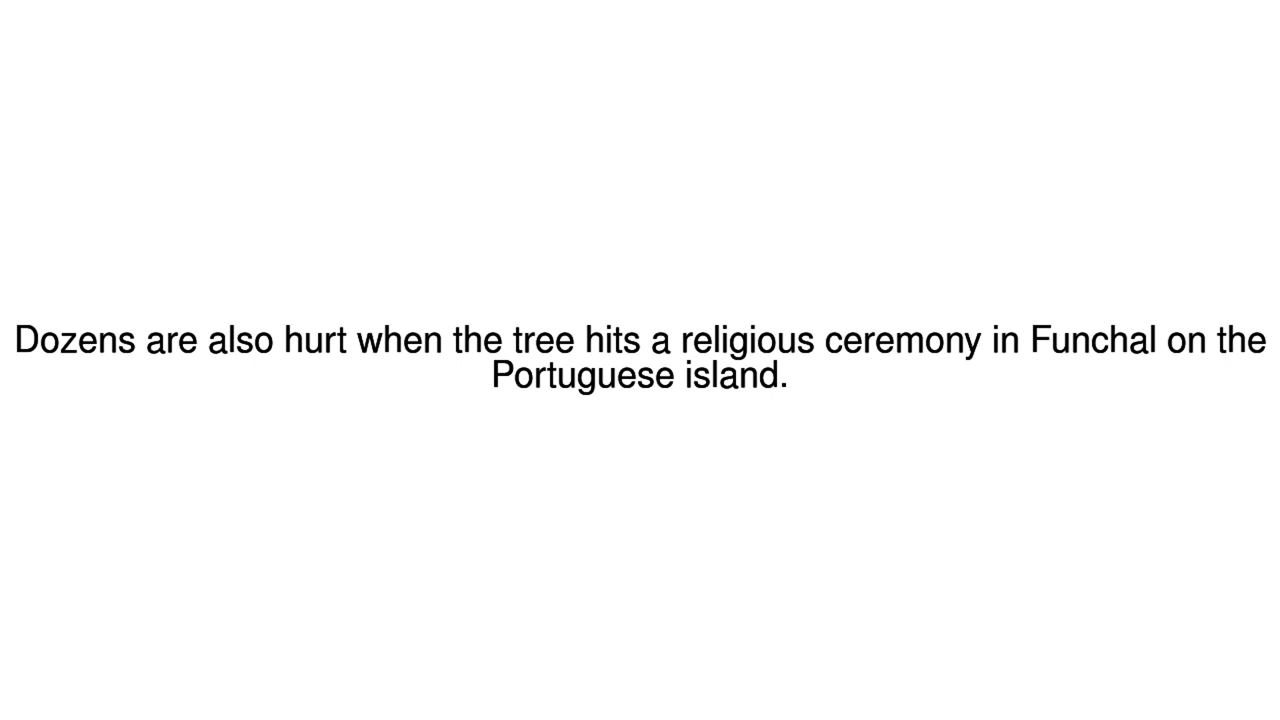 Dozens are also hurt when the tree hits a religious ceremony in Funchal on the
Portuguese island.